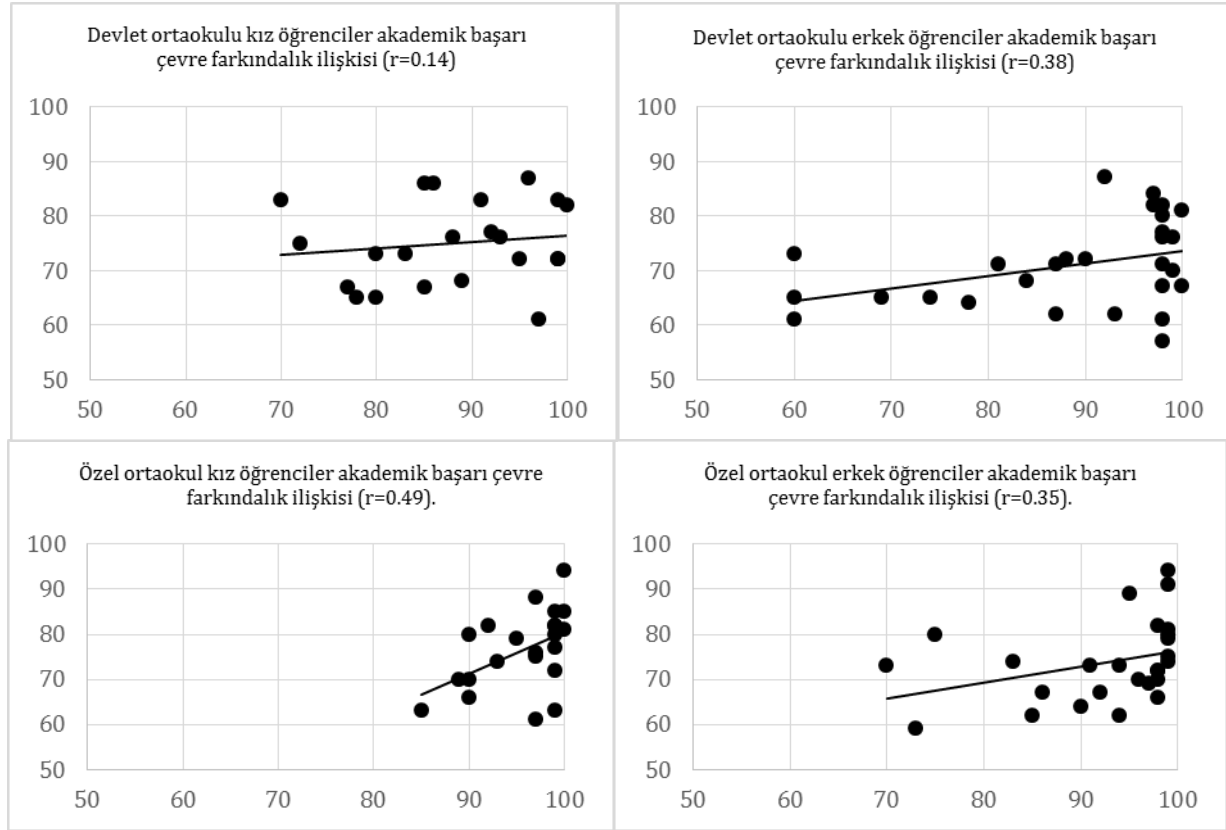 Devlet ortaokulu kız öğrenciler akademik başarı
çevre farkındalık ilişkisi (r=0.14)
100
90
80
70
60
50
50 60 70 80 90 100
Devlet ortaokulu erkek öğrenciler akademik başarı
çevre farkındalık ilişkisi (r=0.38)
100
90
80
70
60
50
50 60 70 80 90 100
Özel ortaokul kız öğrenciler akademik başarı çevre
farkındalık ilişkisi (r=0.49).
100
90
80
70
60
50
50 60 70 80 90 100
Özel ortaokul erkek öğrenciler akademik başarı
çevre farkındalık ilişkisi (r=0.35).
100
90
80
70
60
50
50 60 70 80 90 100